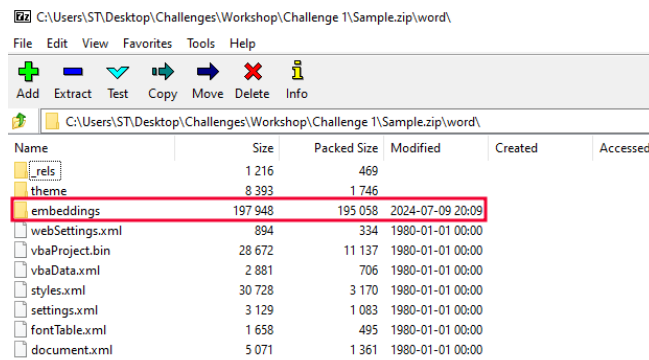 C:\Users\ST\Desktop\Challenges\Workshop\Challenge 1\Sample.zip\word\
File Edit View Favorites Tools Help
Add Extract Test Copy Move Delete Info
C:\Users\ST\Desktop\Challenges\Workshop\Challenge 1\Sample.zip\word\
Name Size Packed Size Modified Created Accessed
_rels 1 216 469
theme 8 393 1 746
embeddings 197 948 195 058 2024-07-09 20:09
webSettings.xml 894 334 1980-01-01 00:00
vbaProject.bin 28 672 11 137 1980-01-01 00:00
vbaData.xml 2 881 706 1980-01-01 00:00
styles.xml 30 728 3 170 1980-01-01 00:00
settings.xml 3 129 1 083 1980-01-01 00:00
fontTable.xml 1 658 495 1980-01-01 00:00
document.xml 5 071 1 361 1980-01-01 00:00